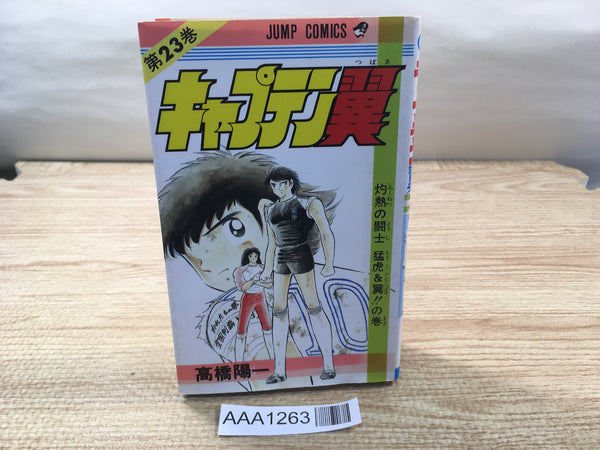 JUMP COMICS
第23巻
つばさ
キャプテン翼
灼熱の闘士 猛虎&翼!!の巻
高橋陽一
AAA1263